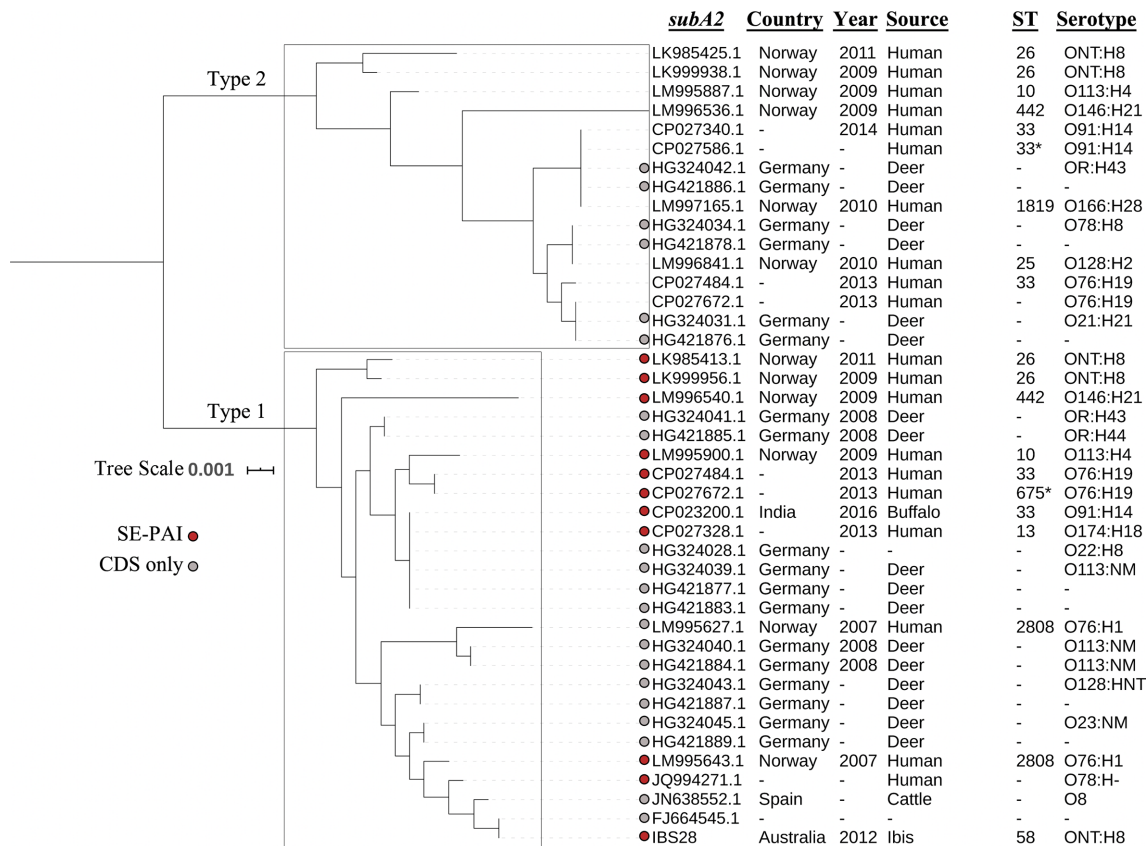 subA2 Country Year Source ST Serotype
LK985425.1 Norway 2011 Human 26 ONT:H8
Type 2
LK999938.1 Norway 2009 Human 26 ONT:H8
LM995887.1 Norway 2009 Human 10 O113:H4
LM996536.1 Norway 2009 Human 442 O146:H21
CP027340.1 - 2014 Human 33 O91:H14
CP027586.1 - - Human 33* O91:H14
HG324042.1 Germany - Deer - OR:H43
HG421886.1 Germany - Deer - -
LM997165.1 Norway 2010 Human 1819 O166:H28
HG324034.1 Germany - Deer - O78:H8
HG421878.1 Germany - Deer - -
LM996841.1 Norway 2010 Human 25 O128:H2
CP027484.1 - 2013 Human 33 O76:H19
CP027672.1 - 2013 Human - O76:H19
HG324031.1 Germany - Deer - O21:H21
HG421876.1 Germany - Deer - -
LK985413.1 Norway 2011 Human 26 ONT:H8
LK999956.1 Norway 2009 Human 26 ONT:H8
LM996540.1 Norway 2009 Human 442 O146:H21
Type 1
HG324041.1 Germany 2008 Deer - OR:H43
HG421885.1 Germany 2008 Deer - OR:H44
LM995900.1 Norway 2009 Human 10 O113:H4
Tree Scale 0.001
CP027484.1 - 2013 Human 33 O76:H19
CP027672.1 - 2013 Human 675* O76:H19
CP023200.1 India 2016 Buffalo 33 O91:H14
CP027328.1 - 2013 Human 13 O174:H18
SE-PAI
HG324028.1 Germany - - - O22:H8
CDS only
HG324039.1 Germany - Deer - O113:NM
HG421877.1 Germany - Deer - -
HG421883.1 Germany - Deer - -
LM995627.1 Norway 2007 Human 2808 O76:H1
HG324040.1 Germany 2008 Deer - O113:NM
HG421884.1 Germany 2008 Deer - O113:NM
HG324043.1 Germany - Deer - O128:HNT
HG421887.1 Germany - Deer - -
HG324045.1 Germany - Deer - O23:NM
HG421889.1 Germany - Deer - -
LM995643.1 Norway 2007 Human 2808 O76:H1
JQ994271.1 - - Human - O78:H-
JN638552.1 Spain - Cattle - O8
FJ664545.1 - - - - -
IBS28 Australia 2012 Ibis 58 ONT:H8